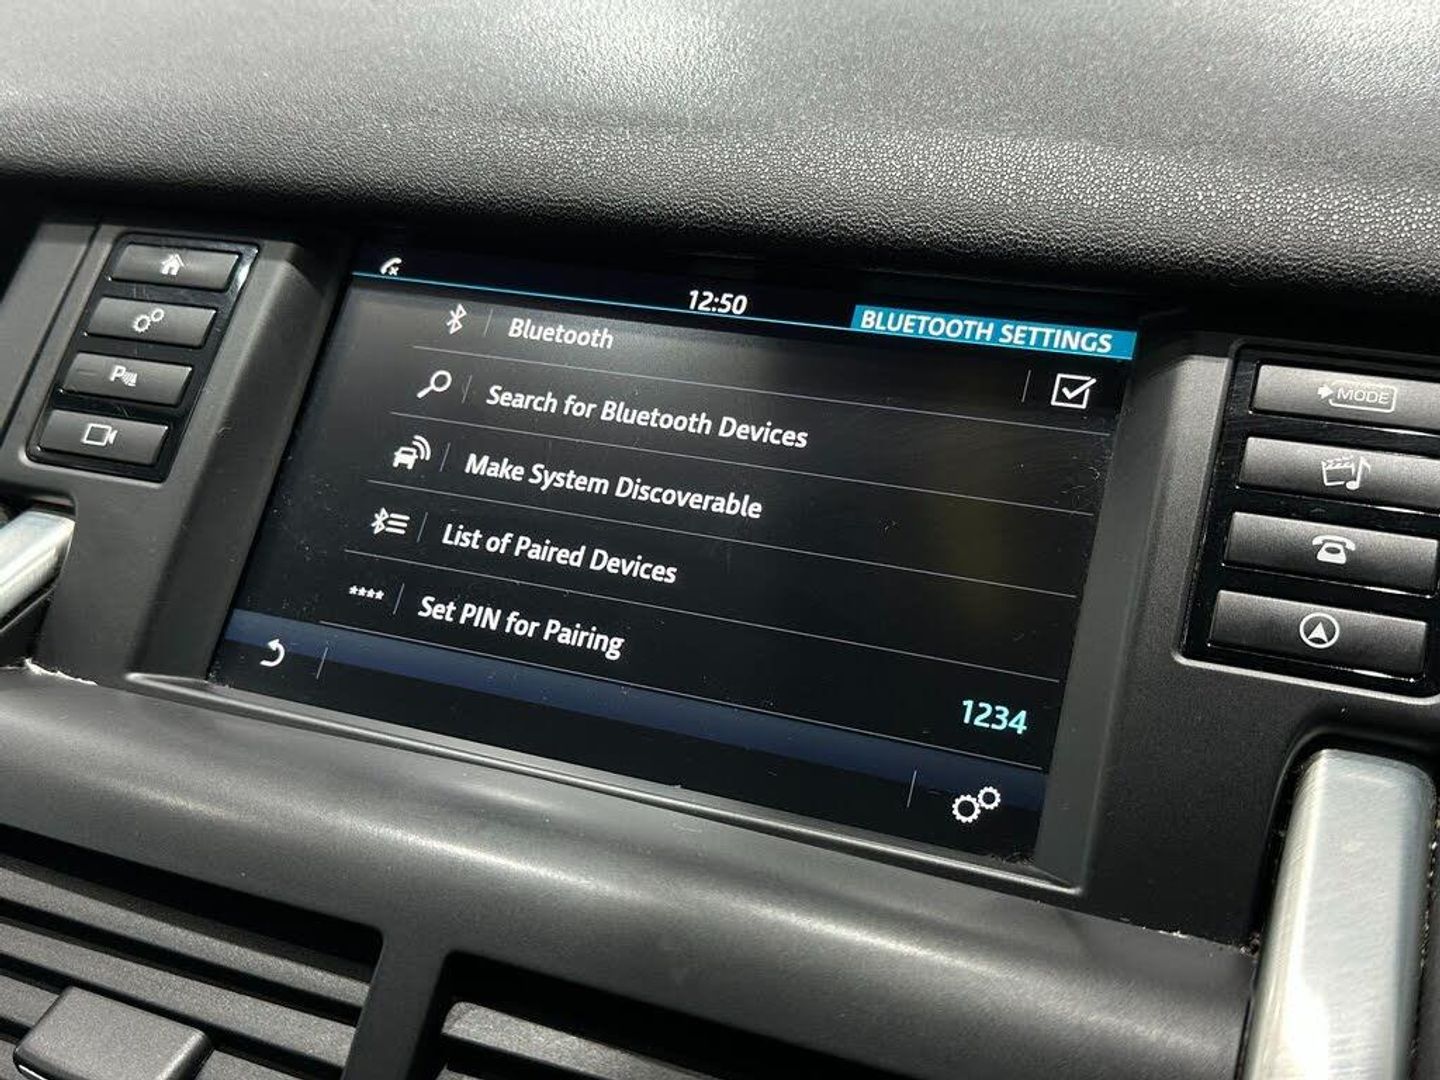 12:50
BLUETOOTH SETTINGS
Bluetooth
Search for Bluetooth Devices
Make System Discoverable
List of Paired Devices
**** Set PIN for Pairing
1234
P
MODE